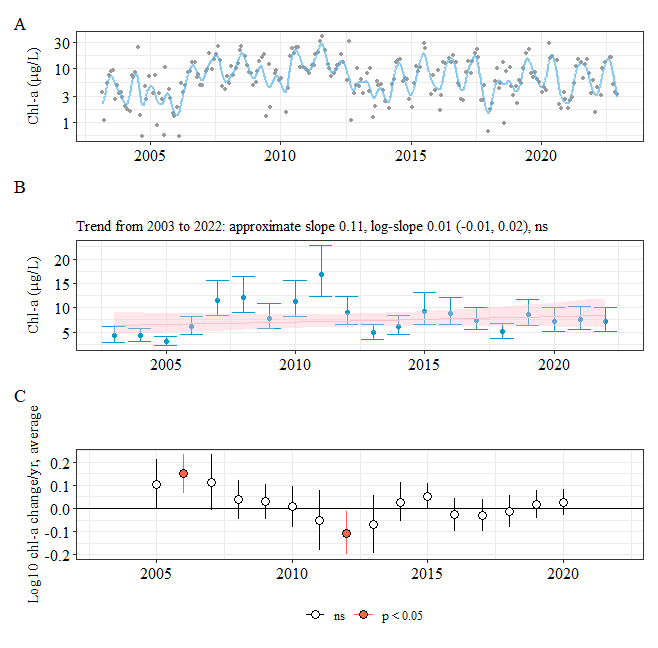 A
Chl-a (µg/L)
30
10
3
1
2005
2010
2015
2020
B
Trend from 2003 to 2022: approximate slope 0.11, log-slope 0.01 (-0.01, 0.02), ns
Chl-a (µg/L)
20
15
10
5
2005
2010
2015
2020
C
Log10 chl-a change/yr, average
0.2
0.1
0.0
-0.1
-0.2
2005
2010
2015
2020
ns
p < 0.05